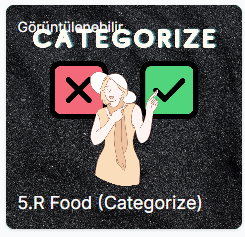 Görüntülenebilir
CATEGORIZE
5.R Food (Categorize)